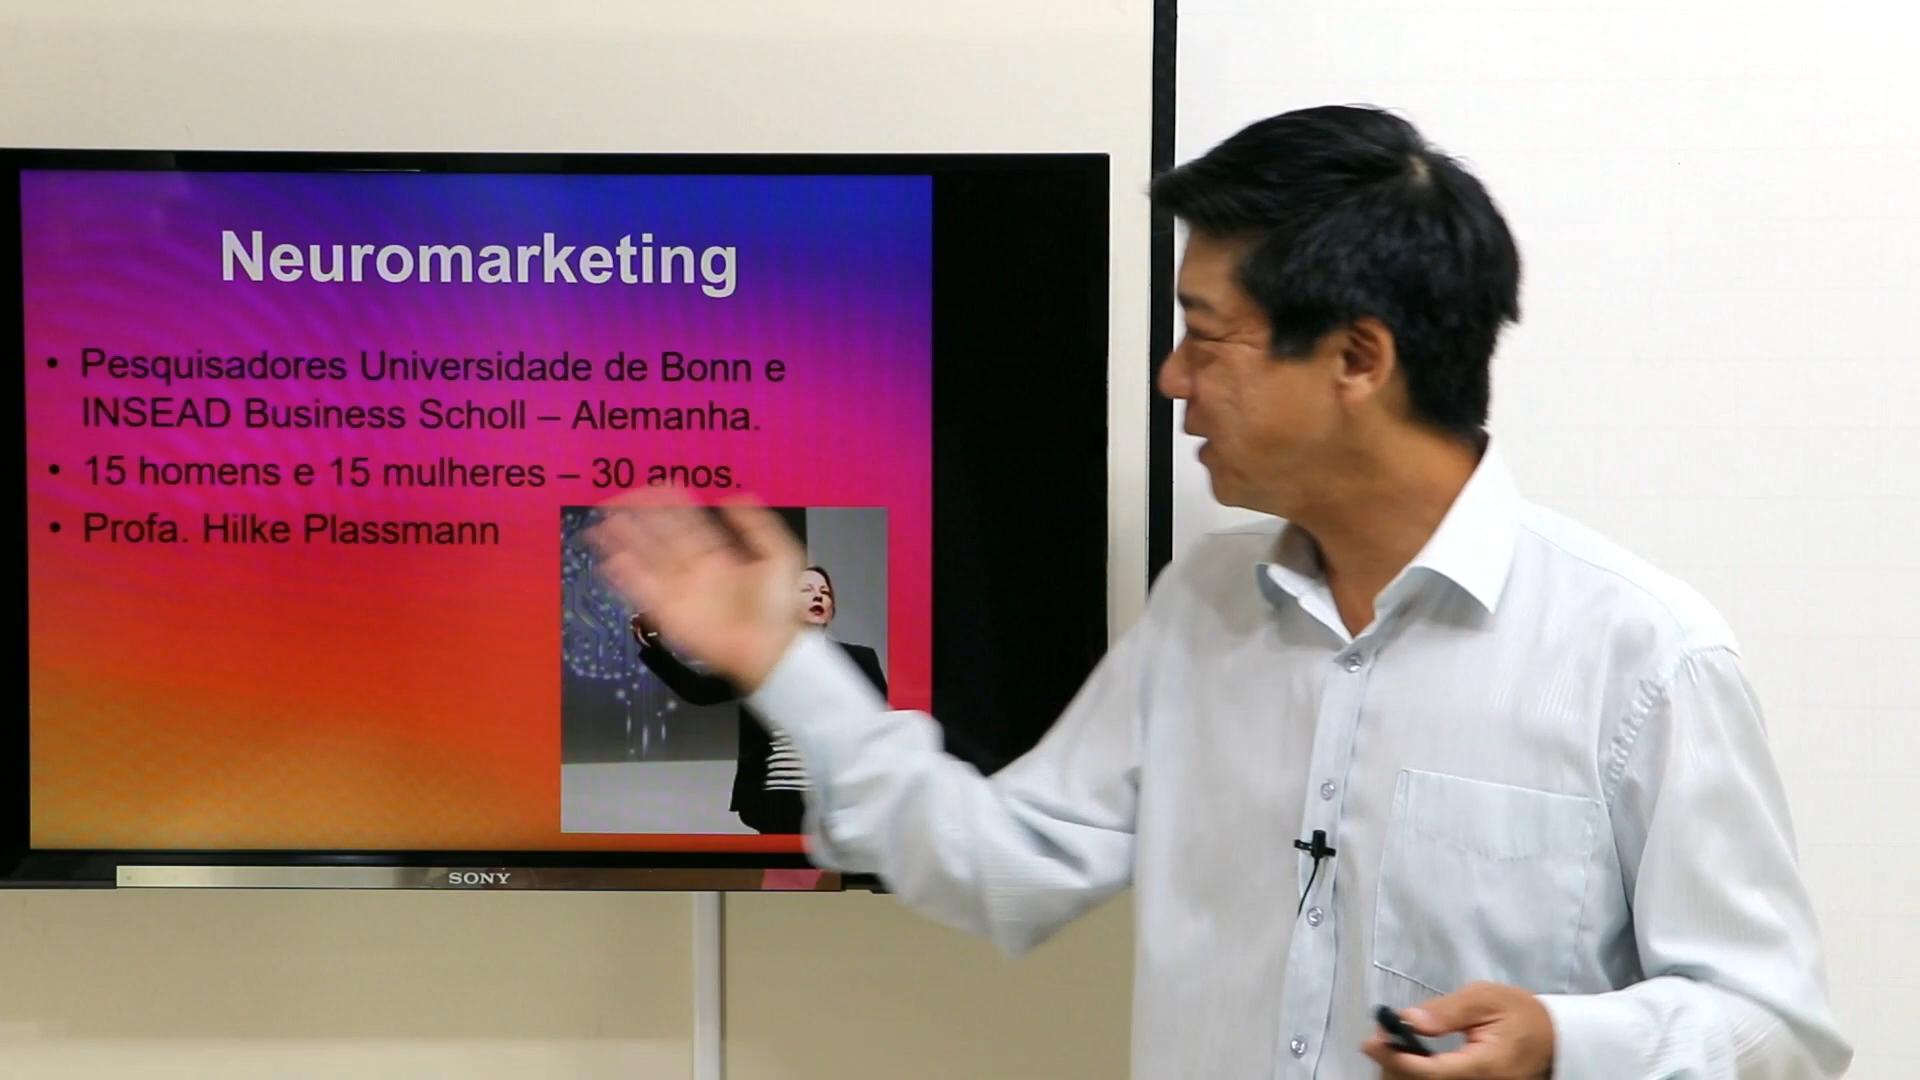 Neuromarketing
• Pesquisadores Universidade de Bonn e
INSEAD Business Scholl – Alemanha.
• 15 homens e 15 mulheres – 30 anos.
• Profa. Hilke Plassmann
SONY